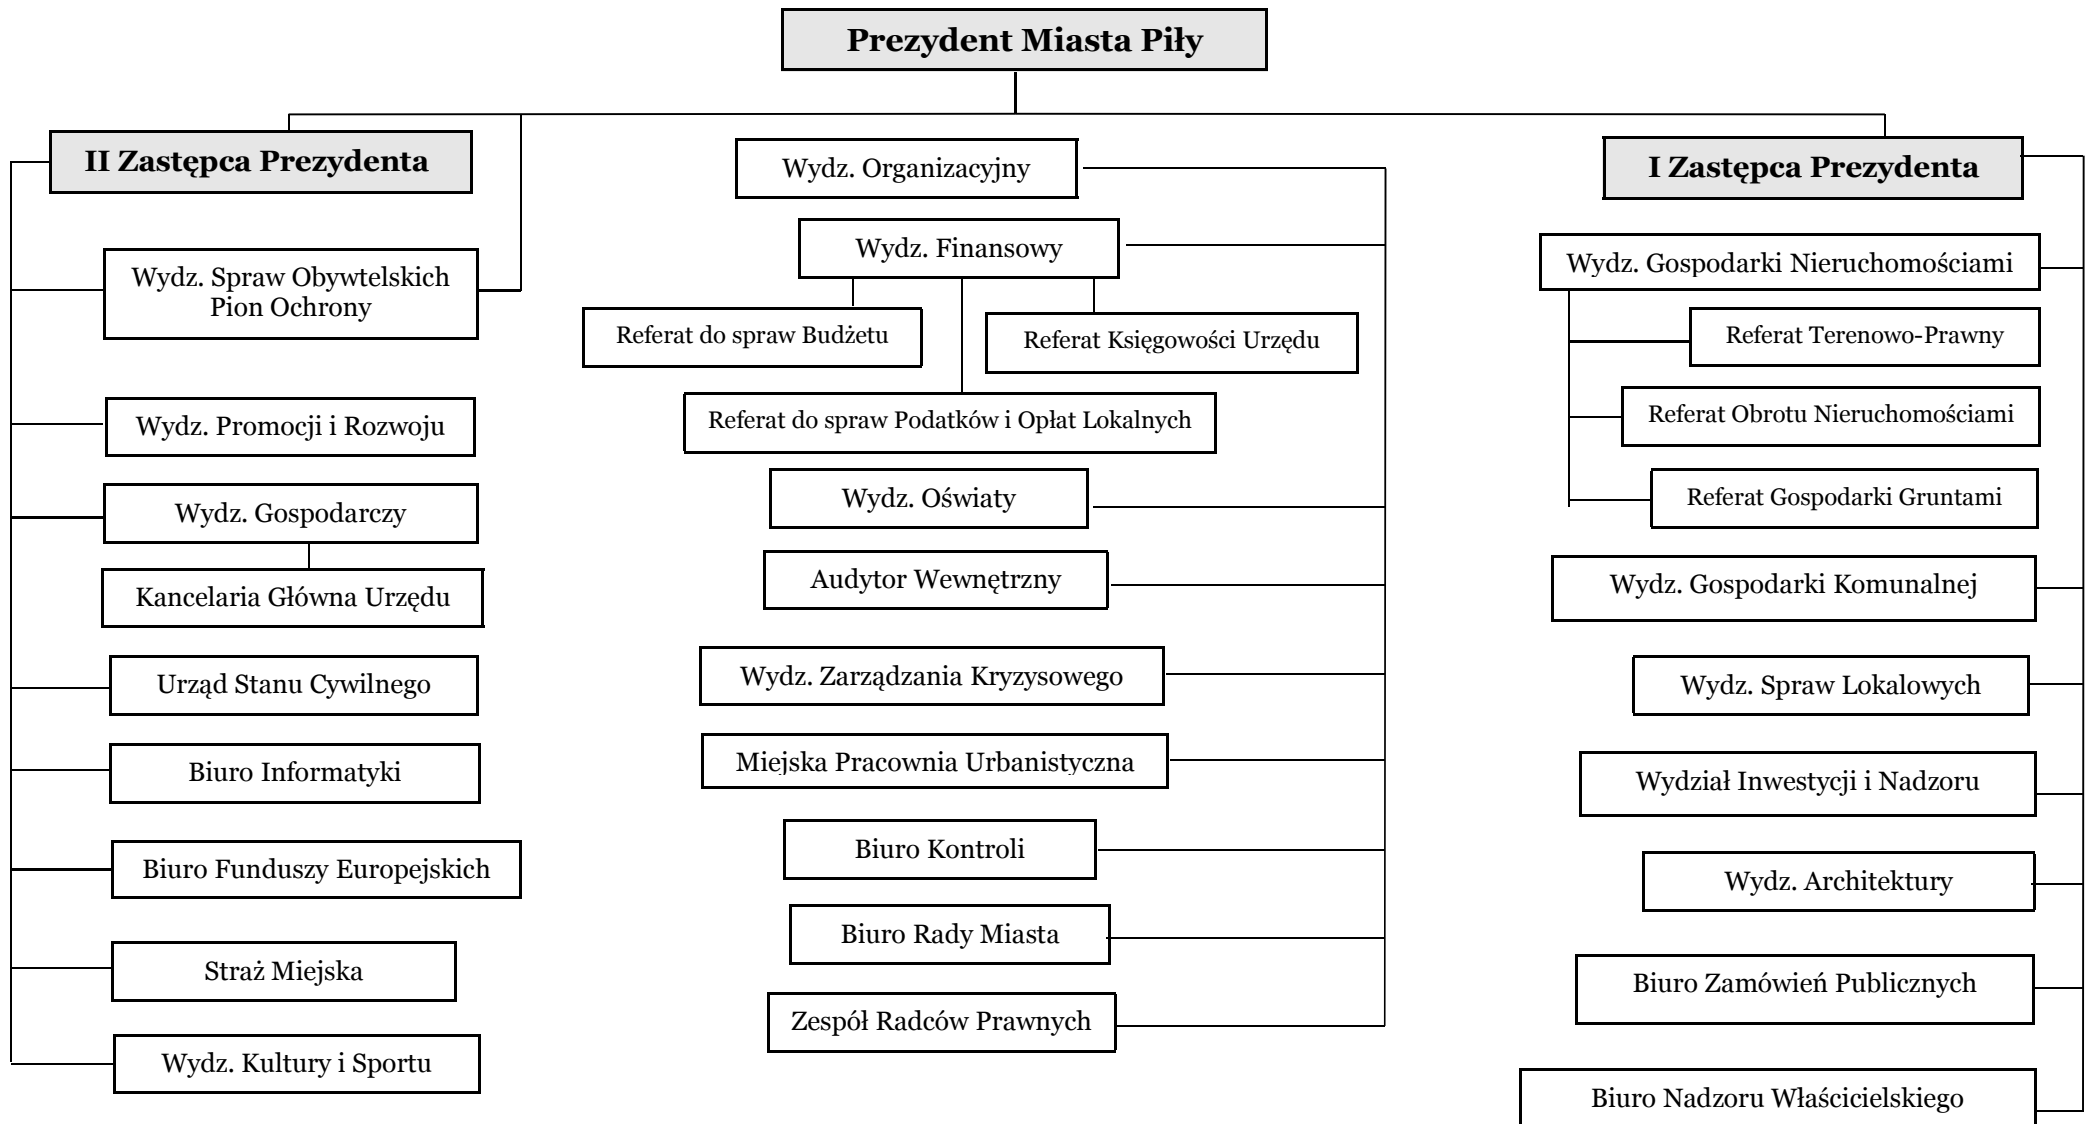 Prezydent Miasta Piły
II Zastępca Prezydenta
Wydz. Spraw Obywtelskich
Pion Ochrony
Wydz. Promocji i Rozwoju
Wydz. Gospodarczy
Kancelaria Główna Urzędu
Urząd Stanu Cywilnego
Biuro Informatyki
Biuro Funduszy Europejskich
Straż Miejska
Wydz. Kultury i Sportu
Wydz. Organizacyjny
Wydz. Finansowy
Referat do spraw Budżetu
Referat Księgowości Urzędu
Referat do spraw Podatków i Opłat Lokalnych
Wydz. Oświaty
Audytor Wewnętrzny
Wydz. Zarządzania Kryzysowego
Miejska Pracownia Urbanistyczna
Biuro Kontroli
Biuro Rady Miasta
Zespół Radców Prawnych
I Zastępca Prezydenta
Wydz. Gospodarki Nieruchomościami
Referat Terenowo-Prawny
Referat Obrotu Nieruchomościami
Referat Gospodarki Gruntami
Wydz. Gospodarki Komunalnej
Wydz. Spraw Lokalowych
Wydział Inwestycji i Nadzoru
Wydz. Architektury
Biuro Zamówień Publicznych
Biuro Nadzoru Właścicielskiego